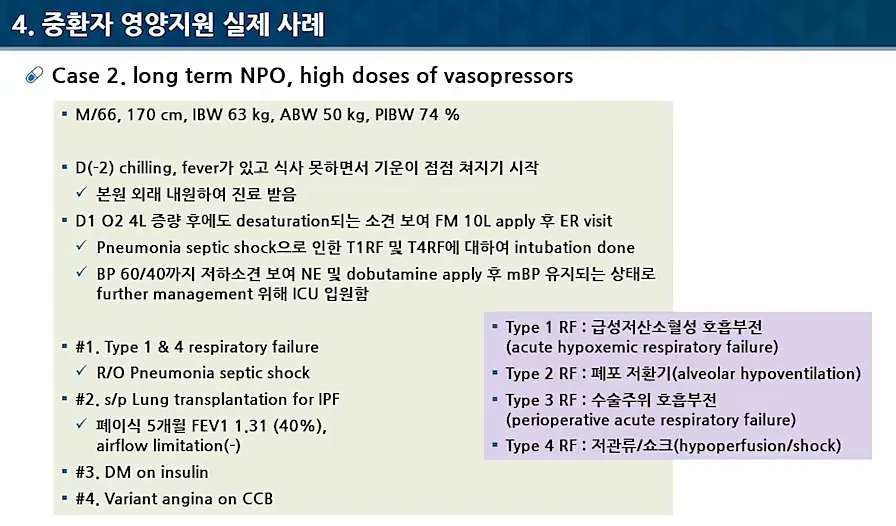 4. 중환자 영양지원 실제 사례
Case 2. long term NPO, high doses of vasopressors
▪ M/66, 170 cm, IBW 63 kg, ABW 50 kg, PIBW 74 %
▪ D(-2) chilling, fever가 있고 식사 못하면서 기운이 점점 쳐지기 시작
✓ 본원 외래 내원하여 진료 받음
▪ D1 O2 4L 증량 후에도 desaturation되는 소견 보여 FM 10L apply 후 ER visit
✓ Pneumonia septic shock으로 인한 T1RF 및 T4RF에 대하여 intubation done
✓ BP 60/40까지 저하소견 보여 NE 및 dobutamine apply 후 mBP 유지되는 상태로
further management 위해 ICU 입원함
▪ #1. Type 1 & 4 respiratory failure
✓ R/O Pneumonia septic shock
▪ #2. s/p Lung transplantation for IPF
✓ 페이식 5개월 FEV1 1.31 (40%),
airflow limitation(-)
▪ #3. DM on insulin
▪ #4. Variant angina on CCB
▪ Type 1 RF : 급성저산소혈성 호흡부전
(acute hypoxemic respiratory failure)
▪ Type 2 RF : 폐포 저환기(alveolar hypoventilation)
▪ Type 3 RF : 수술주위 호흡부전
(perioperative acute respiratory failure)
▪ Type 4 RF : 저관류/쇼크(hypoperfusion/shock)